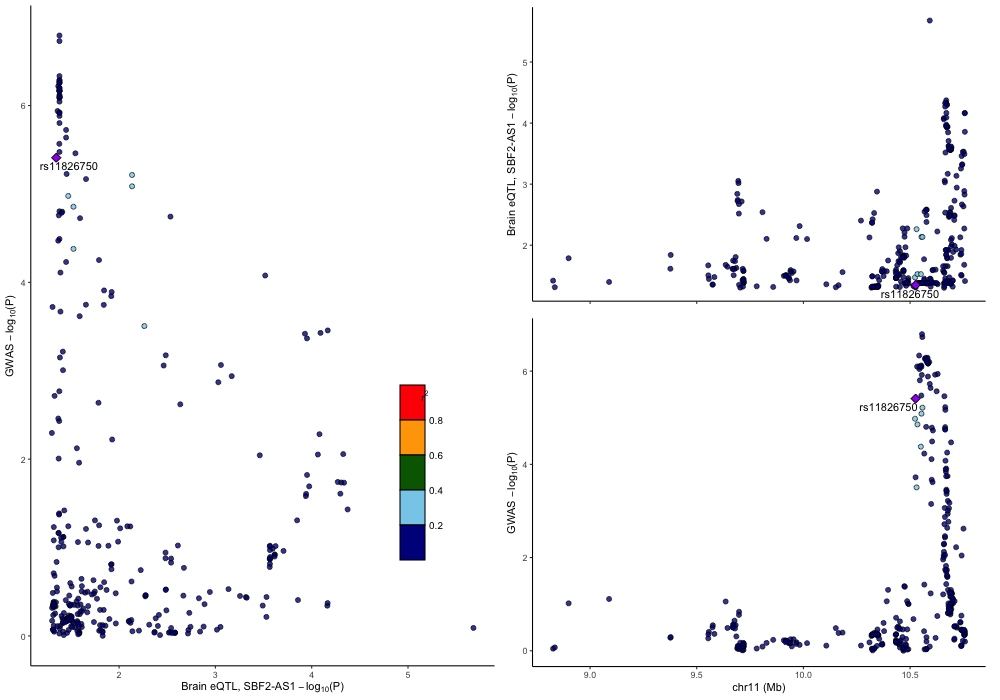 GWAS − log10(P)
6
4
2
0
rs11826750
r2
0.8
0.6
0.4
0.2
2
3
4
5
Brain eQTL, SBF2-AS1 − log10(P)
Brain eQTL, SBF2-AS1 − log10(P)
5
4
3
2
rs11826750
GWAS − log10(P)
6
4
2
0
rs11826750
9.0
9.5
10.0
10.5
chr11 (Mb)